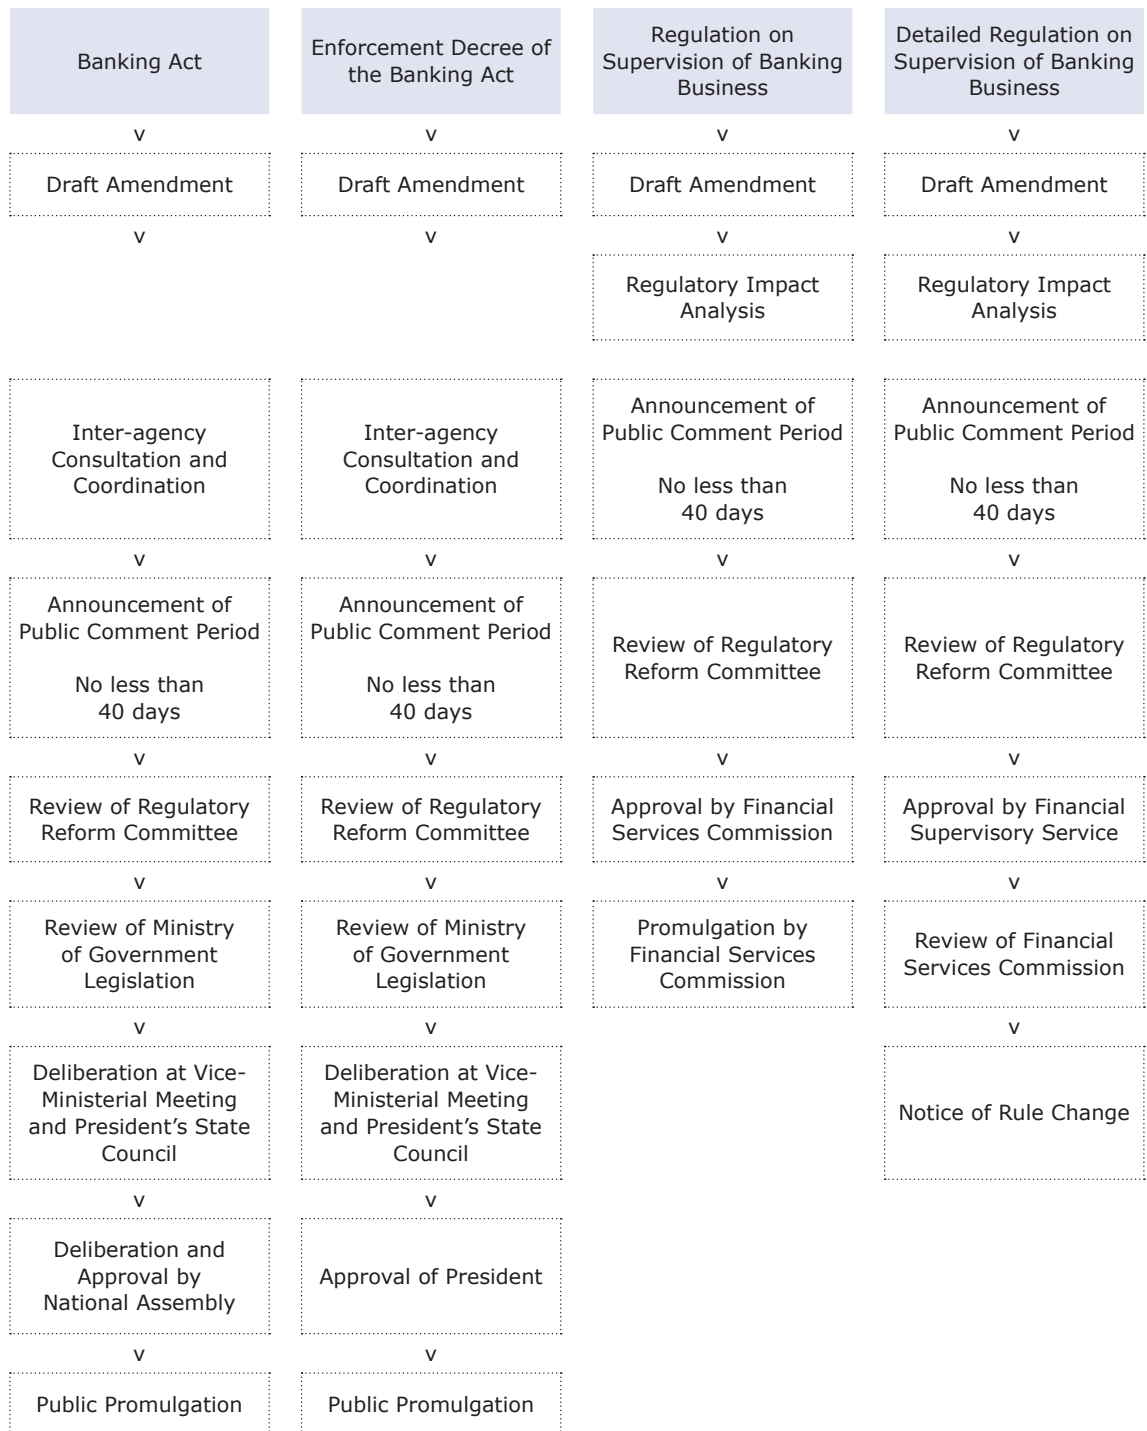 Banking Act
v
Draft Amendment
v
Inter-agency
Consultation and
Coordination
v
Announcement of
Public Comment Period
No less than
40 days
v
Review of Regulatory
Reform Committee
v
Review of Ministry
of Government
Legislation
v
Deliberation at Vice-
Ministerial Meeting
and President’s State
Council
v
Deliberation and
Approval by
National Assembly
v
Public Promulgation
Enforcement Decree of
the Banking Act
v
Draft Amendment
v
Inter-agency
Consultation and
Coordination
v
Announcement of
Public Comment Period
No less than
40 days
v
Review of Regulatory
Reform Committee
v
Review of Ministry
of Government
Legislation
v
Deliberation at Vice-
Ministerial Meeting
and President’s State
Council
v
Approval of President
v
Public Promulgation
Regulation on
Supervision of Banking
Business
v
Draft Amendment
v
Regulatory Impact
Analysis
Announcement of
Public Comment Period
No less than
40 days
v
Review of Regulatory
Reform Committee
v
Approval by Financial
Services Commission
v
Promulgation by
Financial Services
Commission
Detailed Regulation on
Supervision of Banking
Business
v
Draft Amendment
v
Regulatory Impact
Analysis
Announcement of
Public Comment Period
No less than
40 days
v
Review of Regulatory
Reform Committee
v
Approval by Financial
Supervisory Service
v
Review of Financial
Services Commission
v
Notice of Rule Change